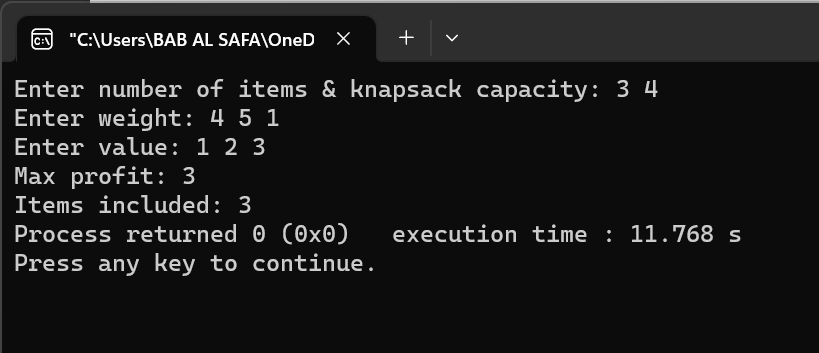 "C:\Users\BAB AL SAFA\OneD
Enter number of items & knapsack capacity: 3 4
Enter weight: 4 5 1
Enter value: 1 2 3
Max profit: 3
Items included: 3
Process returned 0 (0x0)   execution time : 11.768 s
Press any key to continue.